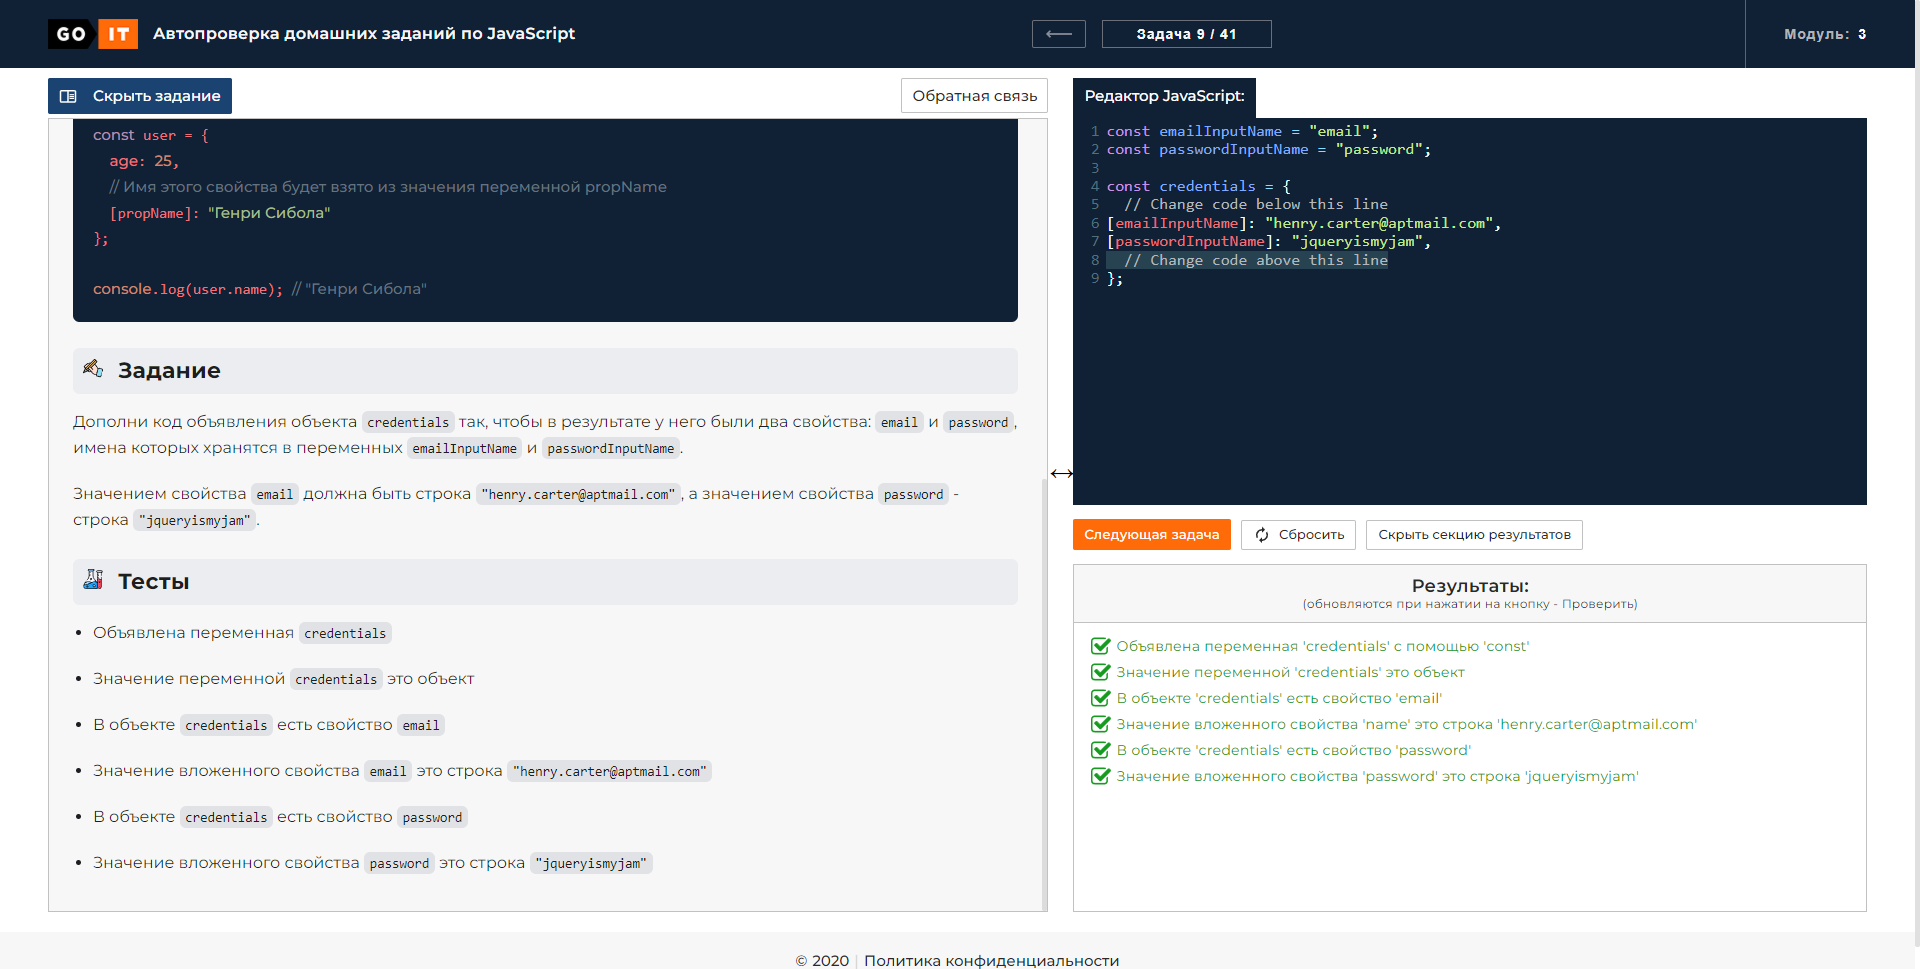 GO IT
Автопроверка домашних заданий по JavaScript
Задача 9 / 41
Модуль: 3
Скрыть задание
Обратная связь
const user = {
age: 25,
// Имя этого свойства будет взято из значения переменной propName
[propName]: "Генри Сибола"
};
console.log(user.name); // "Генри Сибола"
Задание
Дополни код объявления объекта credentials так, чтобы в результате у него были два свойства: email и password,
имена которых хранятся в переменных emailInputName и passwordInputName.
Значением свойства email должна быть строка "henry.carter@aptmail.com", а значением свойства password -
строка "jqueryismyjam".
Тесты
• Объявлена переменная credentials
• Значение переменной credentials это объект
• В объекте credentials есть свойство email
• Значение вложенного свойства email это строка "henry.carter@aptmail.com"
• В объекте credentials есть свойство password
• Значение вложенного свойства password это строка "jqueryismyjam"
Редактор JavaScript:
1 const emailInputName = "email";
2 const passwordInputName = "password";
3
4 const credentials = {
5 // Change code below this line
6 [emailInputName]: "henry.carter@aptmail.com",
7 [passwordInputName]: "jqueryismyjam",
8 // Change code above this line
9 };
Следующая задача
Сбросить
Скрыть секцию результатов
Результаты:
(обновляются при нажатии на кнопку - Проверить)
Объявлена переменная 'credentials' с помощью 'const'
Значение переменной 'credentials' это объект
В объекте 'credentials' есть свойство 'email'
Значение вложенного свойства 'name' это строка 'henry.carter@aptmail.com'
В объекте 'credentials' есть свойство 'password'
Значение вложенного свойства 'password' это строка 'jqueryismyjam'
© 2020 | Политика конфиденциальности